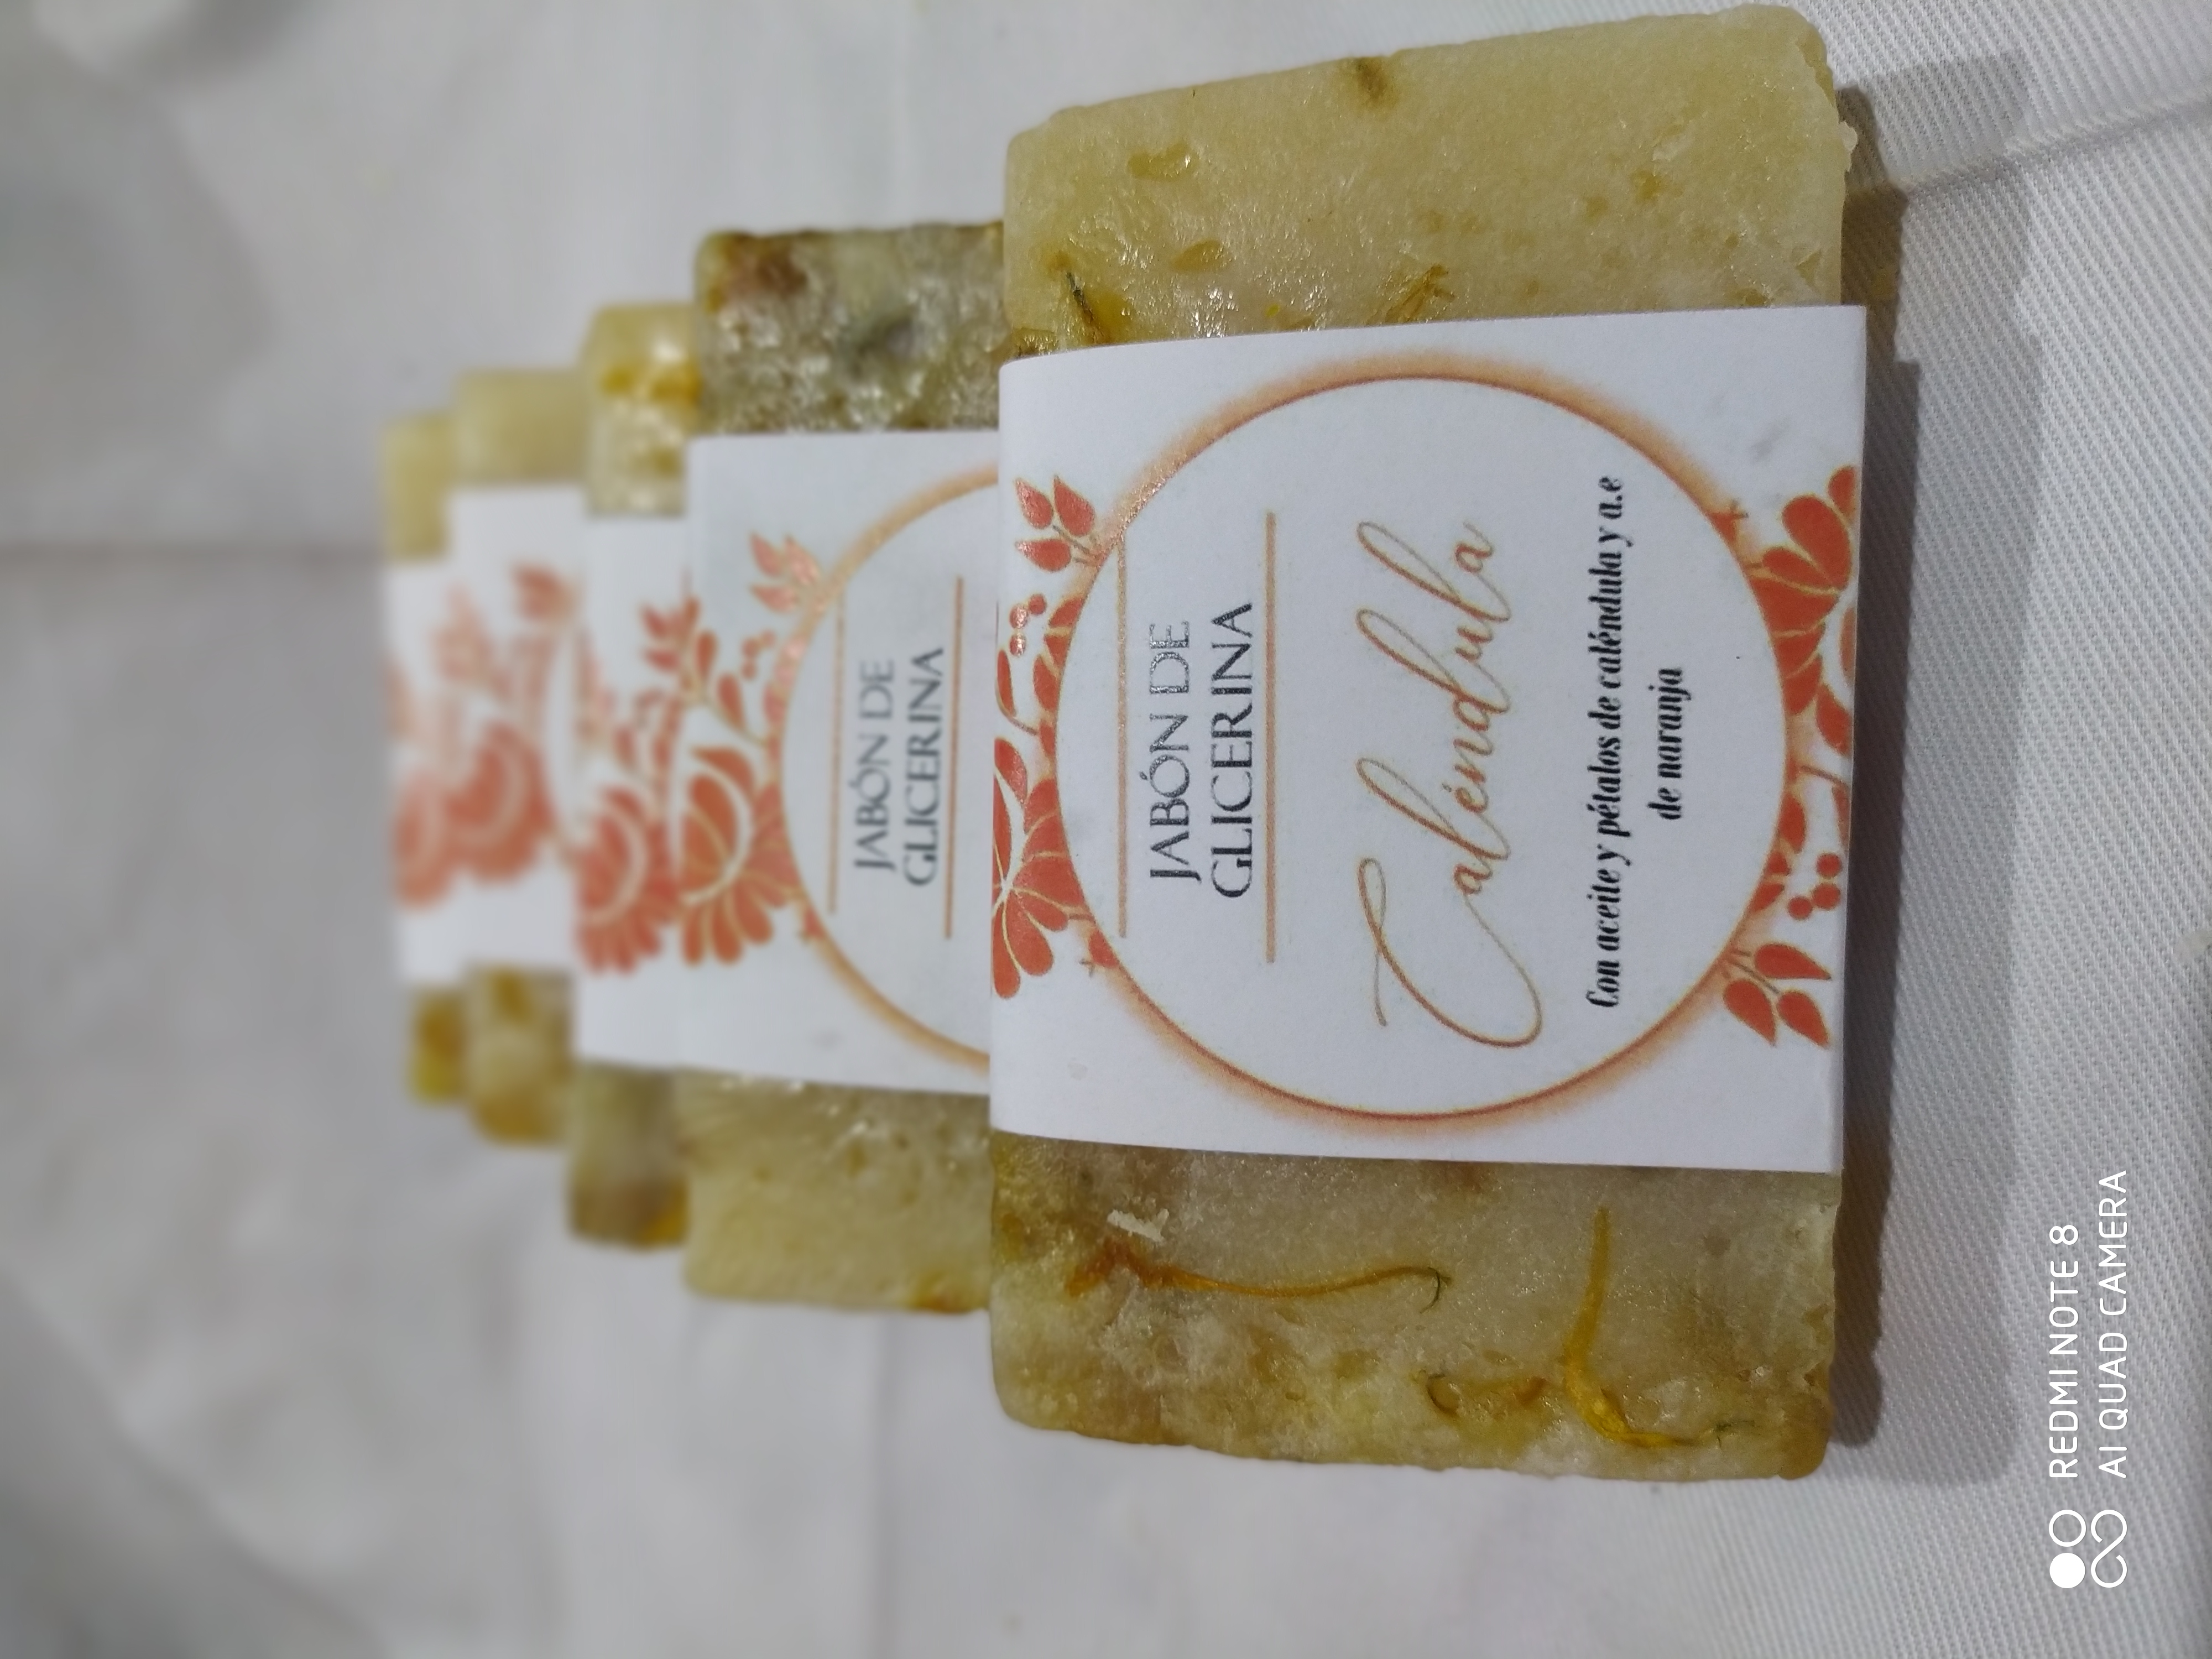 JABÓN DE
GLICERINA
JABÓN DE
GLICERINA
Caléndula
Con aceite y pétalos de caléndula y a.e
de naranja
REDMI NOTE 8
AI QUAD CAMERA